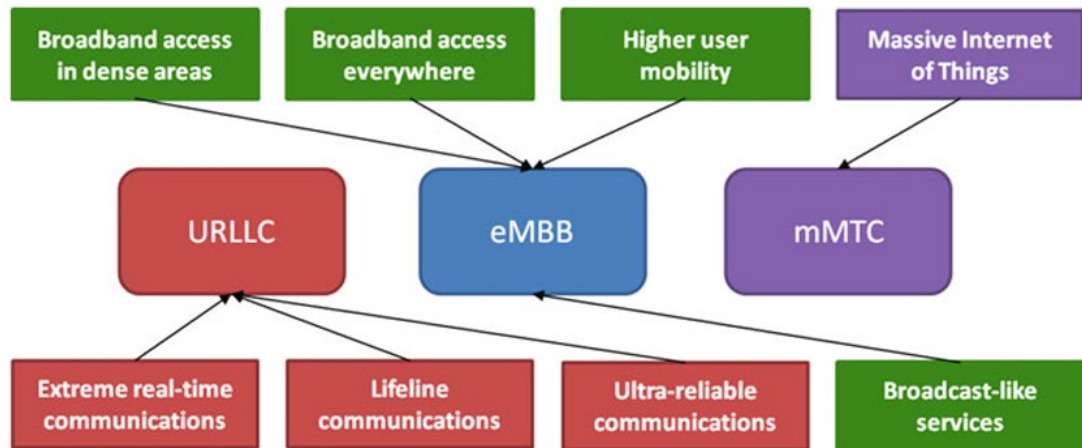 Broadband access
in dense areas
Broadband access
everywhere
Higher user
mobility
Massive Internet
of Things
URLLC
eMBB
mMTC
Extreme real-time
communications
Lifeline
communications
Ultra-reliable
communications
Broadcast-like
services